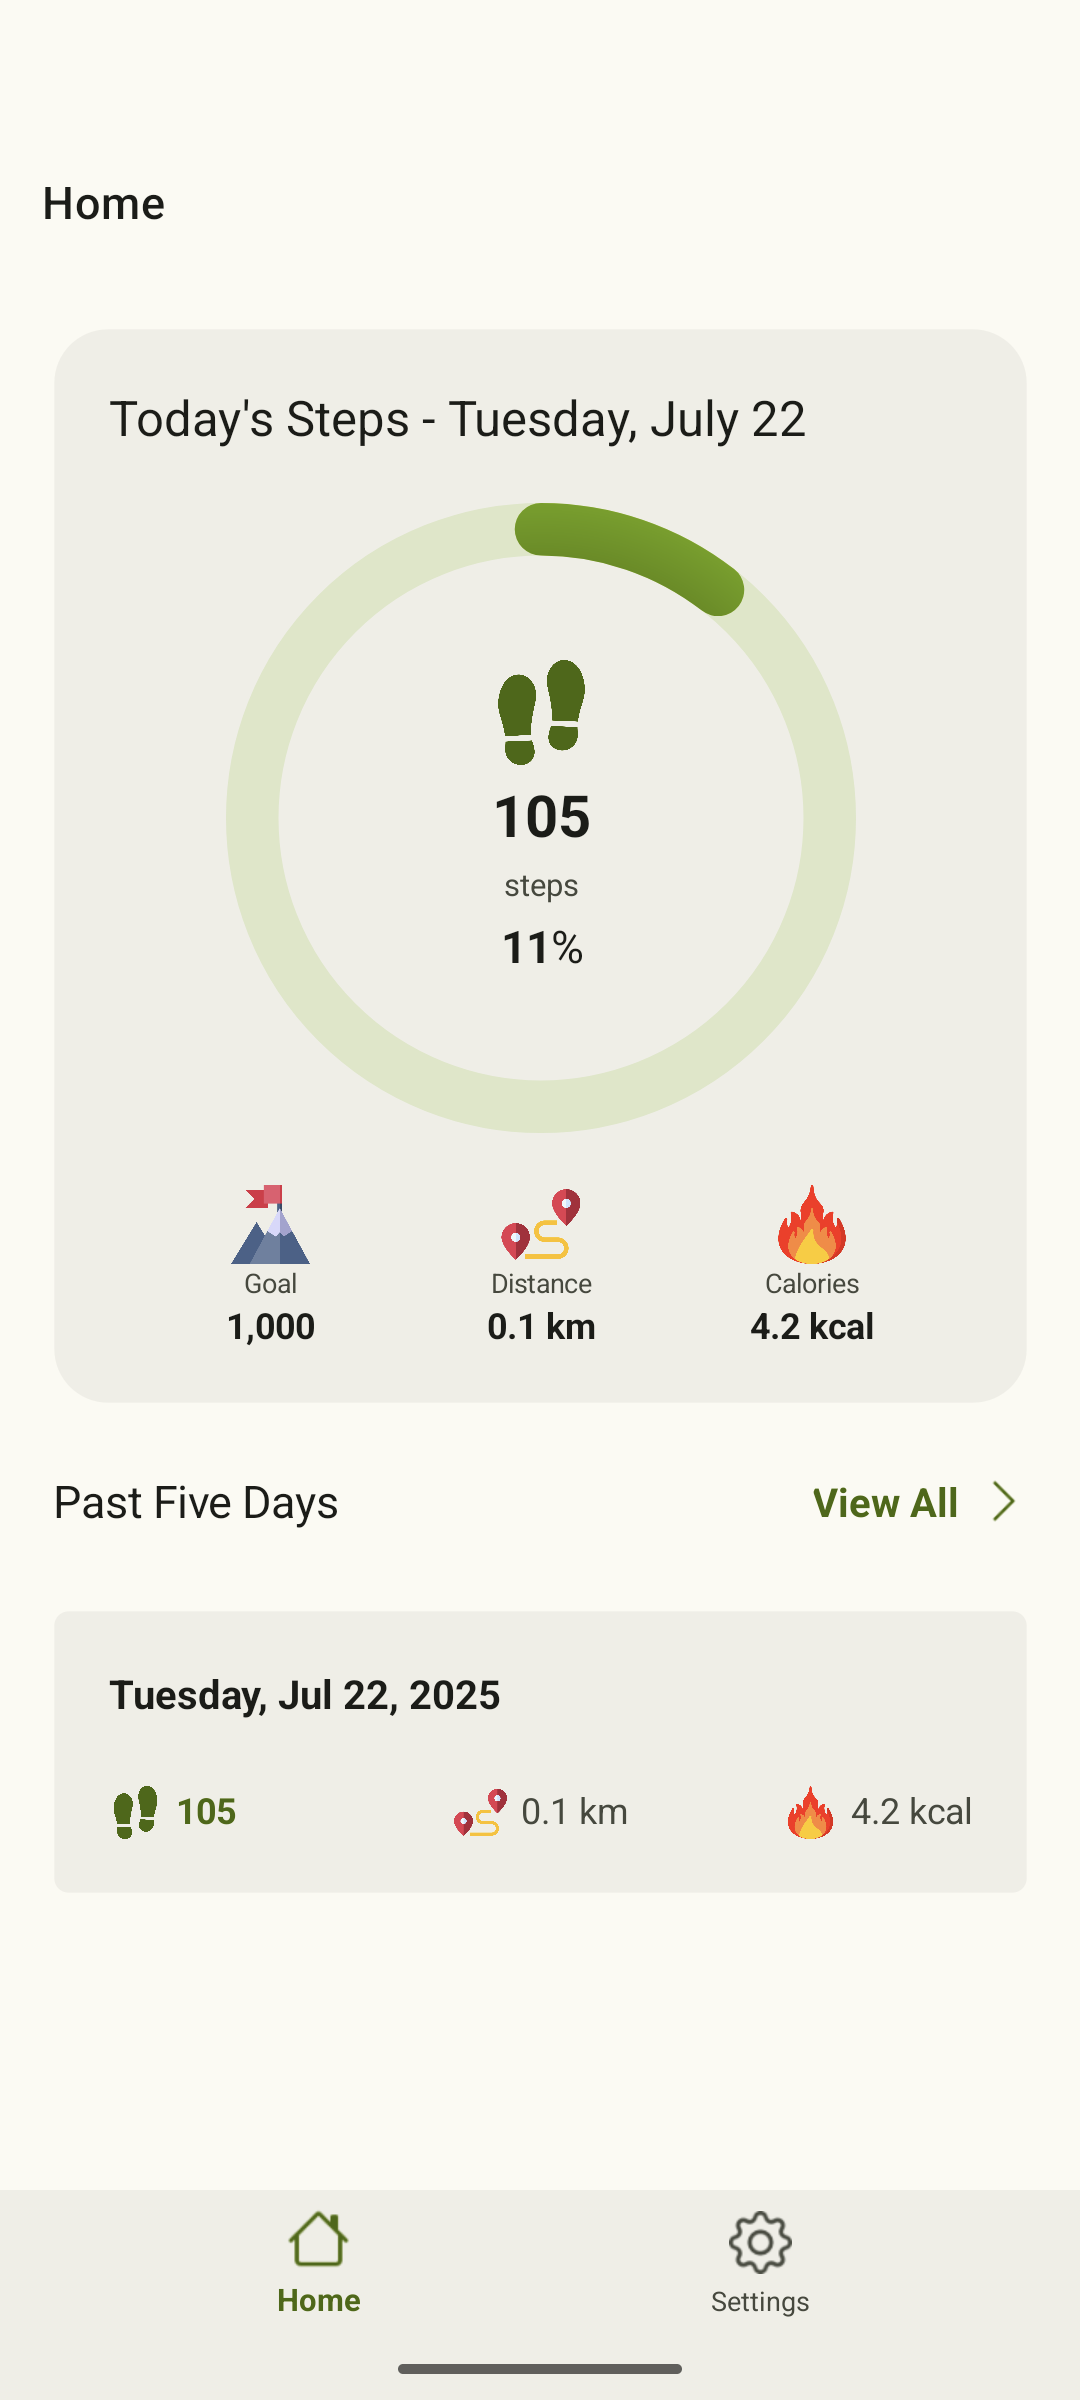 Home
Today's Steps - Tuesday, July 22
105
steps
11%
Goal
1,000
Distance
0.1 km
Calories
4.2 kcal
Past Five Days
View All
Tuesday, Jul 22, 2025
105
0.1 km
4.2 kcal
Home
Settings